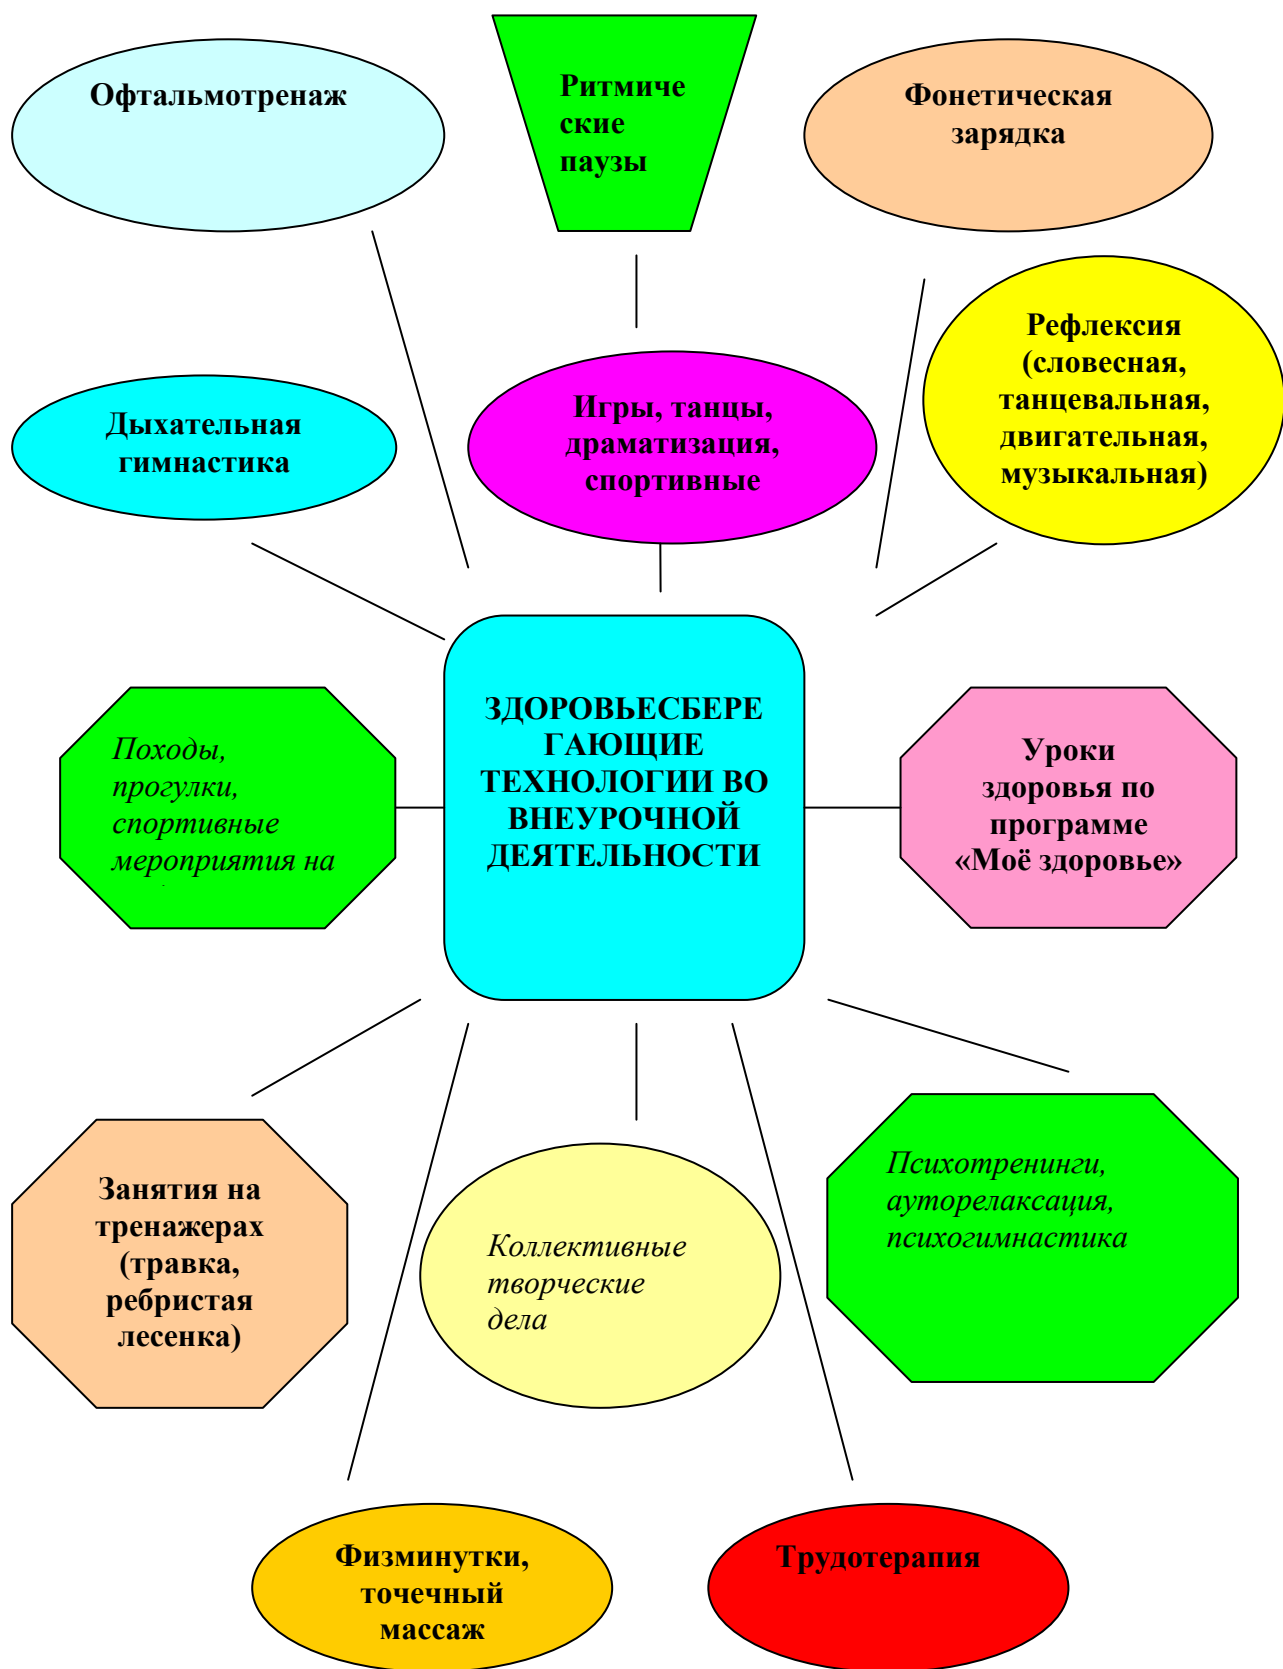 Офтальмотренаж
Ритмиче
ские
паузы
Фонетическая
зарядка
Рефлексия
(словесная,
танцевальная,
двигательная,
музыкальная)
Дыхательная
гимнастика
Игры, танцы,
драматизация,
спортивные
ЗДОРОВЬЕСБЕРЕ
ГАЮЩИЕ
ТЕХНОЛОГИИ ВО
ВНЕУРОЧНОЙ
ДЕЯТЕЛЬНОСТИ
Походы,
прогулки,
спортивные
мероприятия на
Уроки
здоровья по
программе
«Моё здоровье»
Занятия на
тренажерах
(травка,
ребристая
лесенка)
Коллективные
творческие
дела
Психотренинги,
ауторелаксация,
психогимнастика
Физминутки,
точечный
массаж
Трудотерапия